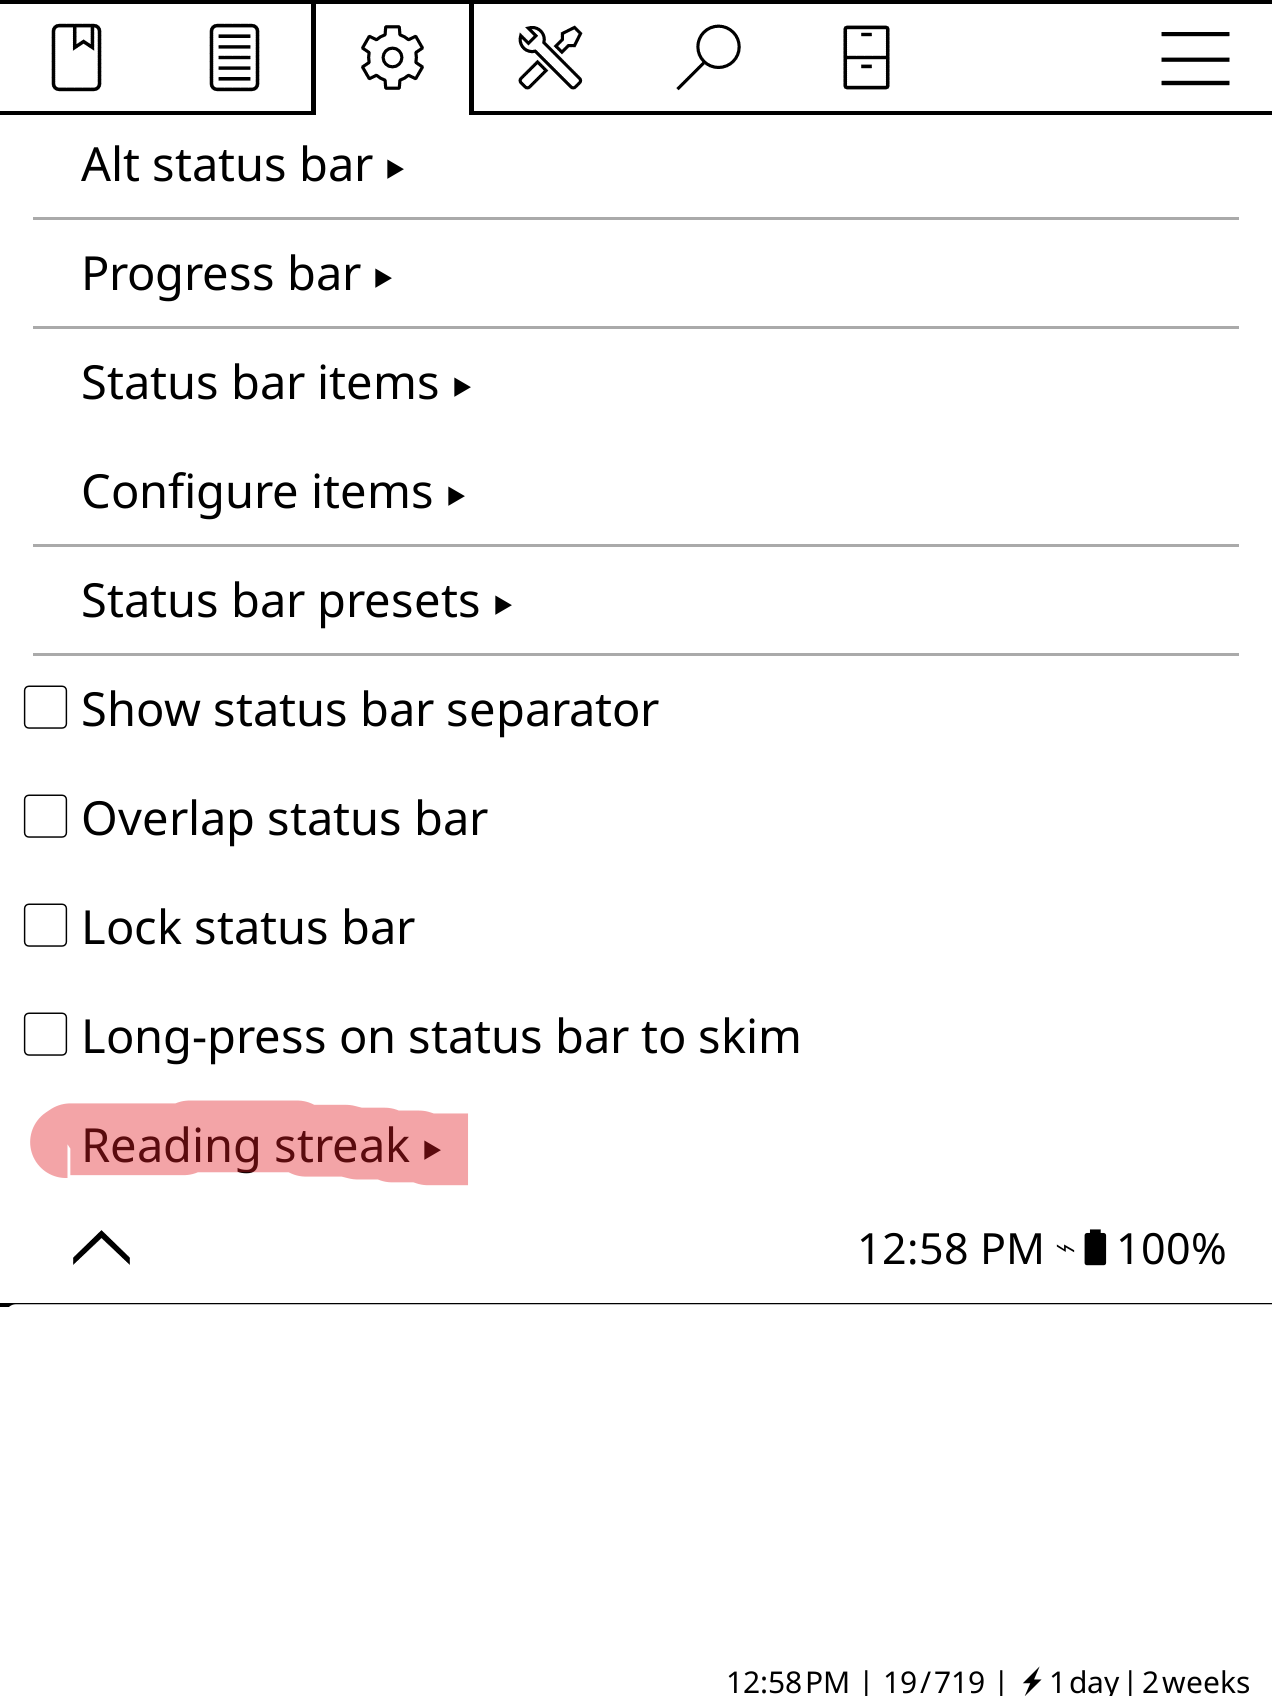 Alt status bar ▸
Progress bar ▸
Status bar items ▸
Configure items ▸
Status bar presets ▸
Show status bar separator
Overlap status bar
Lock status bar
Long-press on status bar to skim
Reading streak ▸
12:58 PM 100%
12:58 PM | 19/719 | 1 day | 2 weeks